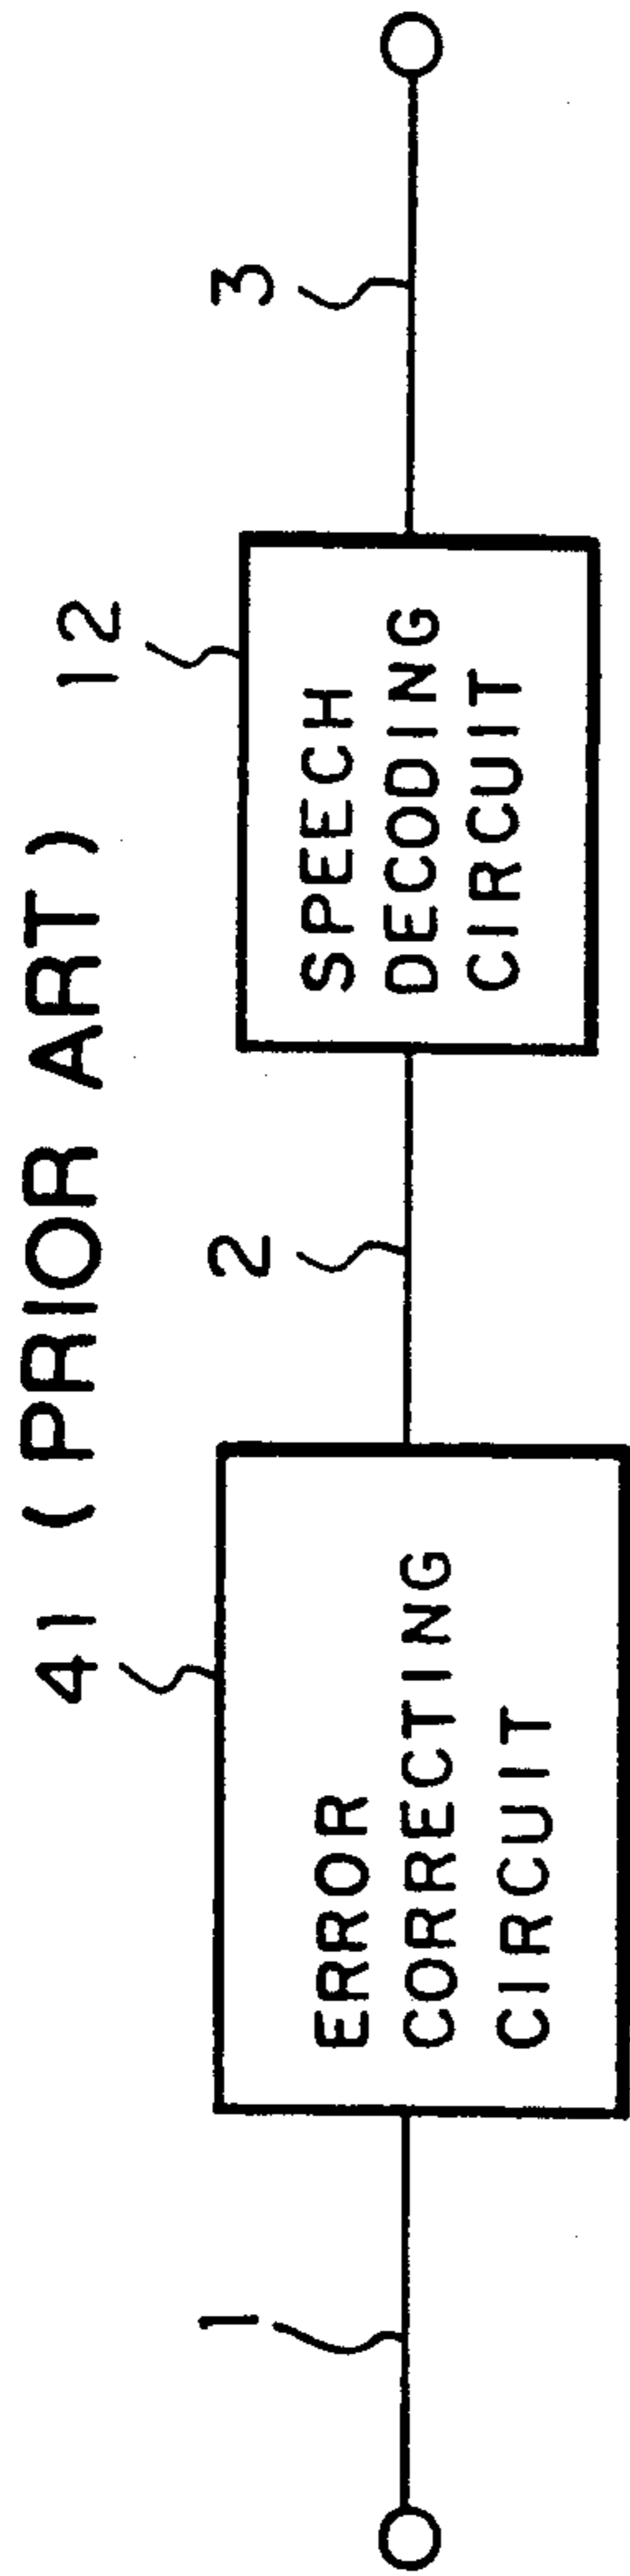 (PRIOR ART)
41
12
1
ERROR
CORRECTING
CIRCUIT
2
SPEECH
DECODING
CIRCUIT
3